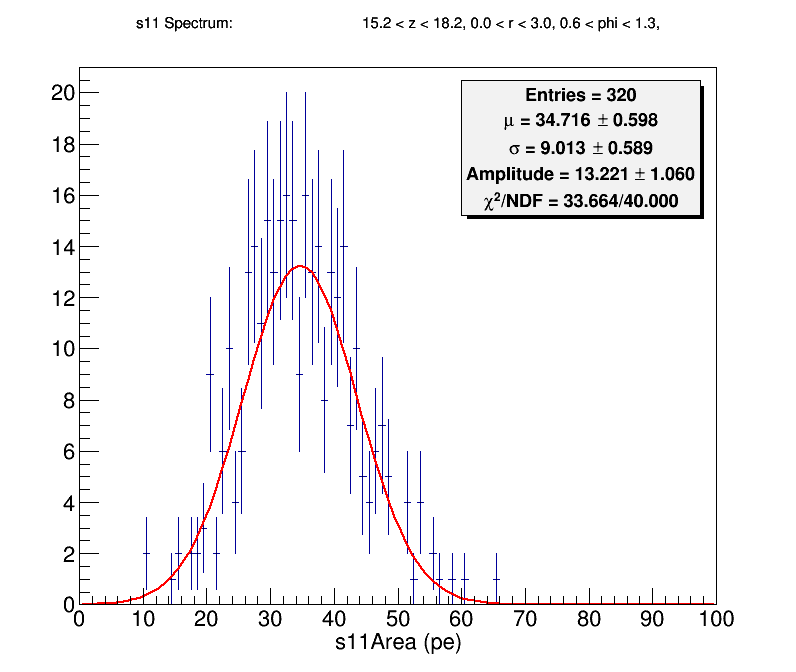 s11 Spectrum: 15.2 < z < 18.2, 0.0 < r < 3.0, 0.6 < phi < 1.3,
Entries = 320
μ = 34.716 ± 0.598
σ = 9.013 ± 0.589
Amplitude = 13.221 ± 1.060
χ²/NDF = 33.664/40.000
20
18
16
14
12
10
8
6
4
2
0
0 10 20 30 40 50 60 70 80 90 100
s11Area (pe)